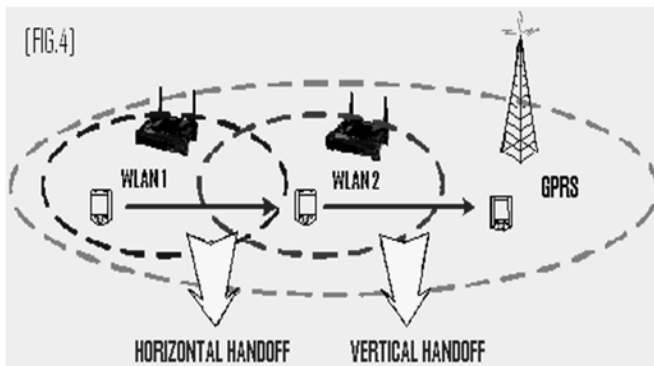 [FIG.4]
WLAN 1
WLAN 2
GPRS
HORIZONTAL HANDOFF
VERTICAL HANDOFF